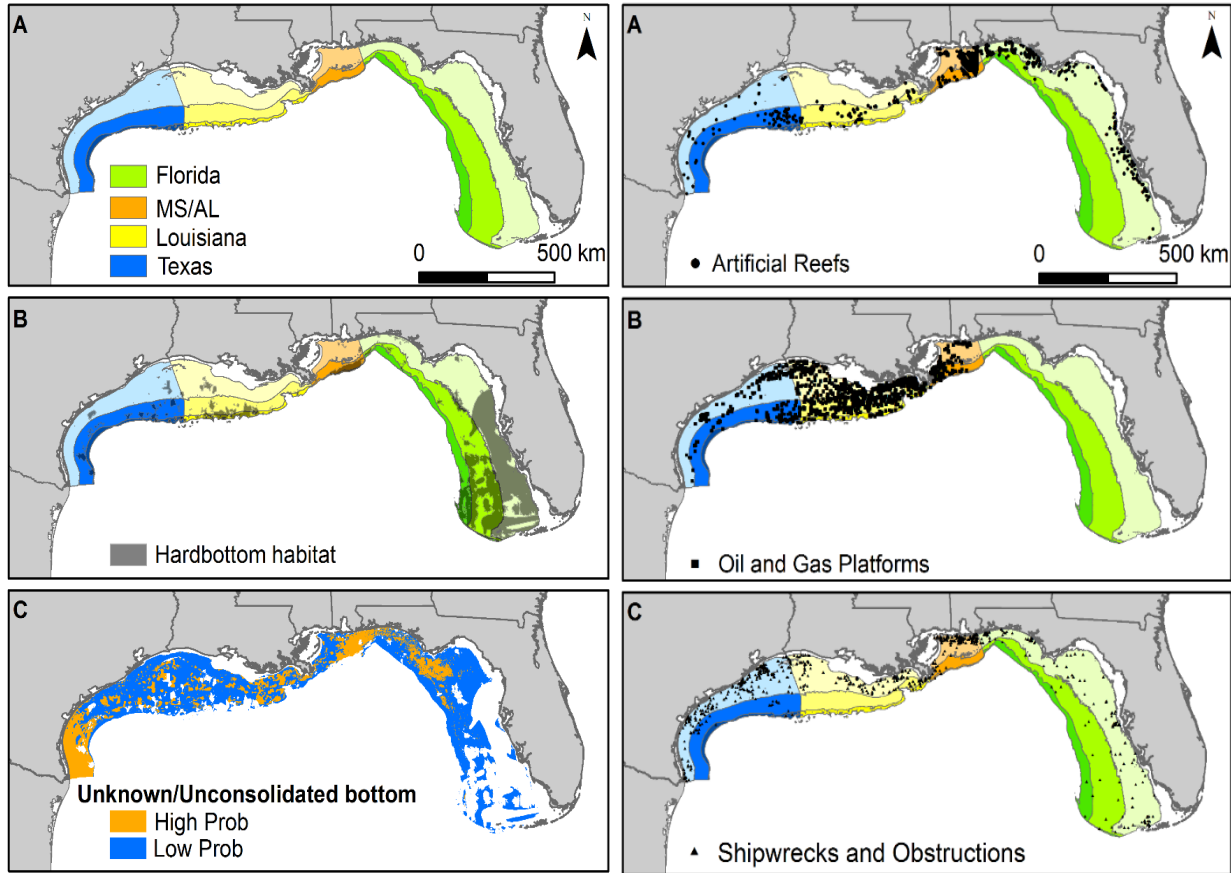 A
N
Florida
MS/AL
Louisiana
Texas
0 500 km
B
Hardbottom habitat
C
Unknown/Unconsolidated bottom
High Prob
Low Prob
A
N
Artificial Reefs
0 500 km
B
Oil and Gas Platforms
C
Shipwrecks and Obstructions